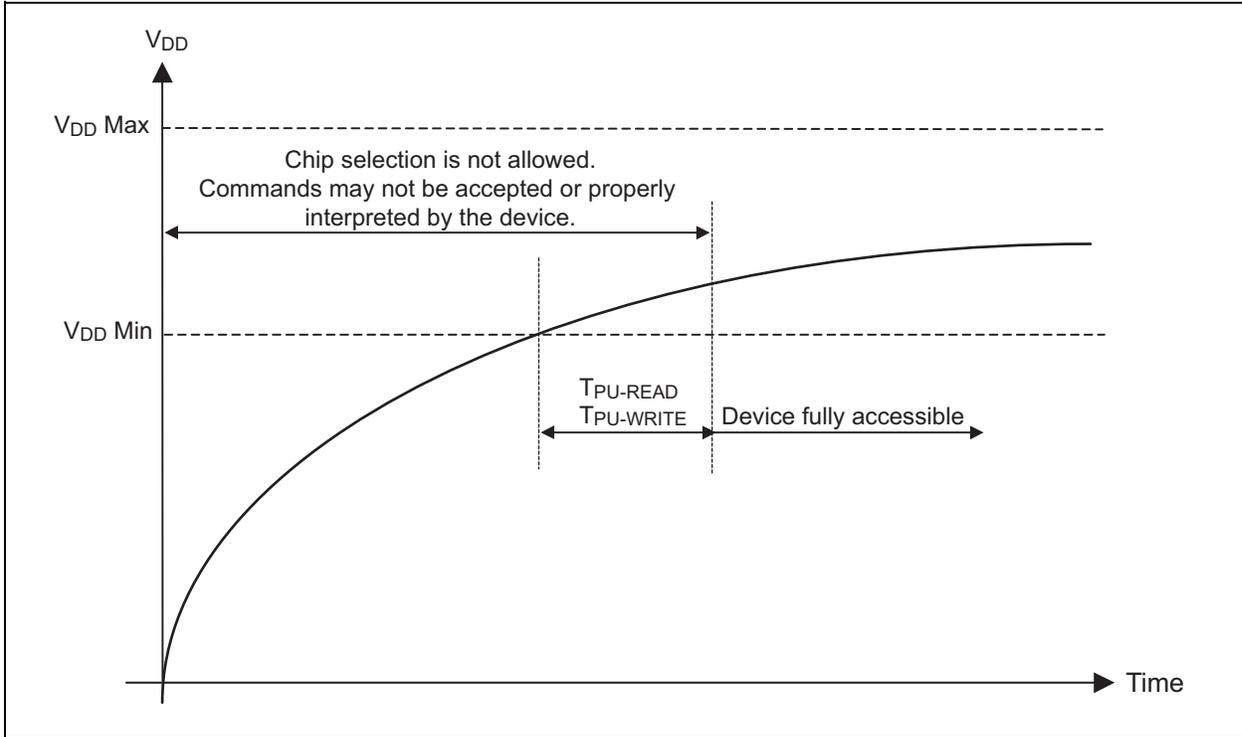 VDD
VDD Max
Chip selection is not allowed.
Commands may not be accepted or properly
interpreted by the device.
VDD Min
TPU-READ
TPU-WRITE
Device fully accessible
Time